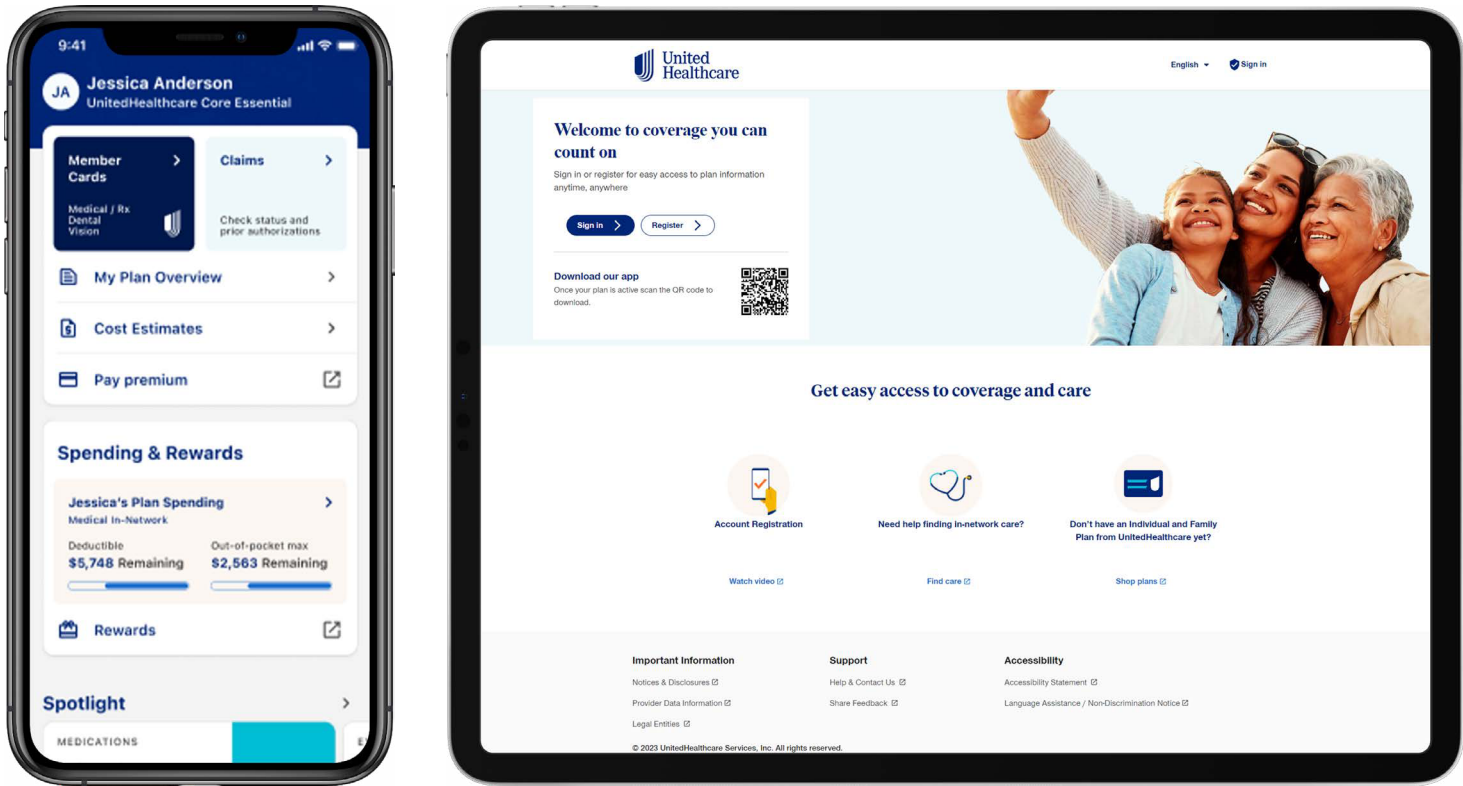 9:41
JA
Jessica Anderson
UnitedHealthcare Core Essential
Member
Cards
Medical / Rx
Dental
Vision
Claims
Check status and
prior authorizations
My Plan Overview
Cost Estimates
Pay premium
Spending & Rewards
Jessica's Plan Spending
Medical In-Network
Deductible
$5,748 Remaining
Out-of-pocket max
$2,563 Remaining
Rewards
Spotlight
MEDICATIONS
United
Healthcare
English
Sign in
Welcome to coverage you can
count on
Sign in or register for easy access to plan information
anytime, anywhere
Sign in
Register
Download our app
Once your plan is active scan the QR code to
download.
Get easy access to coverage and care
Account Registration
Need help finding in-network care?
Don't have an Individual and Family
Plan from UnitedHealthcare yet?
Watch video
Find care
Shop plans
Important Information
Notices & Disclosures
Provider Data Information
Legal Entities
Support
Help & Contact Us
Share Feedback
Accessibility
Accessibility Statement
Language Assistance / Non-Discrimination Notice
© 2023 UnitedHealthcare Services, Inc. All rights reserved.